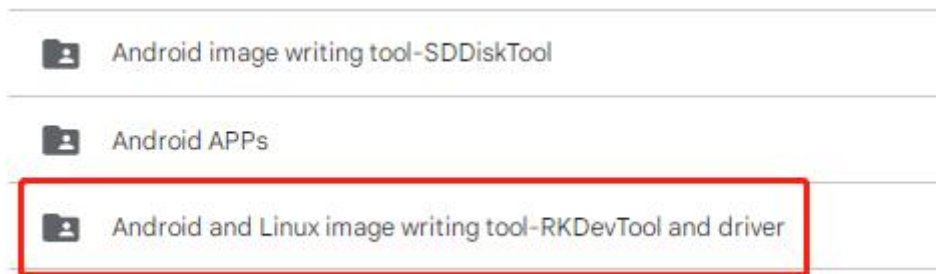 Android image writing tool-SDDiskTool
Android APPs
Android and Linux image writing tool-RKDevTool and driver